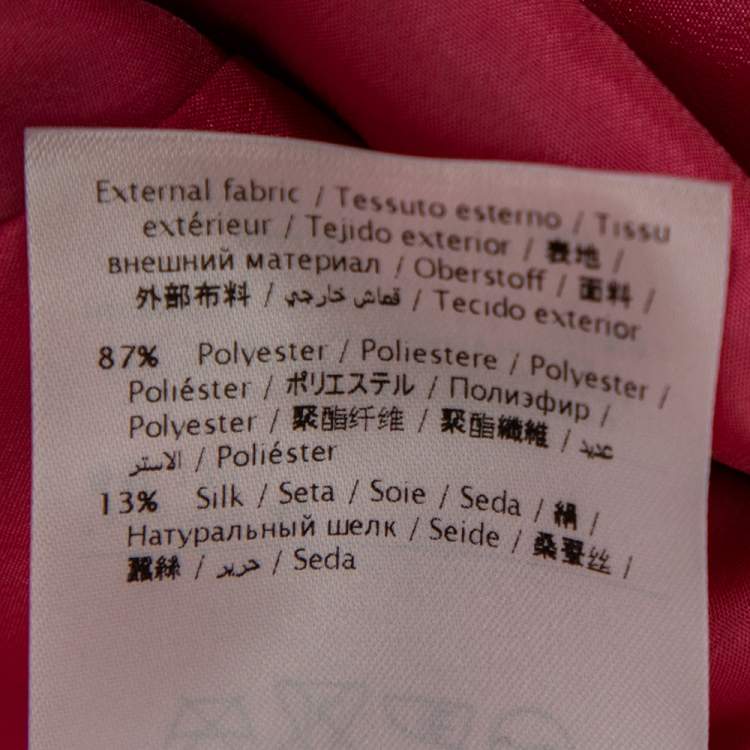 External fabric / Tessuto esterno / Tissu
extérieur / Tejido exterior / 表地 /
внешний материал / Oberstoff / 面料 /
外部布料 / قماش خارجي / Tecido exterior
87% Polyester / Poliestere / Polyester /
Poliéster / ポリエステル / Полиэфир /
Polyester / 聚酯纤维 / 聚酯纖維 / عديد
الاستر / Poliéster
13% Silk / Seta / Soie / Seda / 絹 /
Натуральный шелк / Seide / 桑蚕丝 /
蠶絲 / حرير / Seda